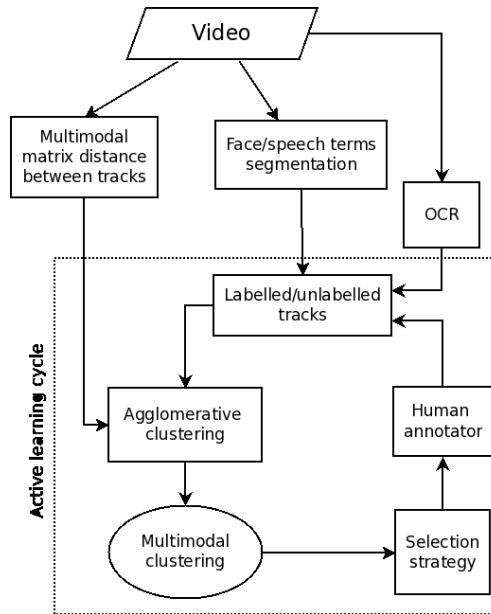 Video
Multimodal
matrix distance
between tracks
Face/speech terms
segmentation
OCR
Labelled/unlabelled
tracks
Active learning cycle
Agglomerative
clustering
Human
annotator
Multimodal
clustering
Selection
strategy